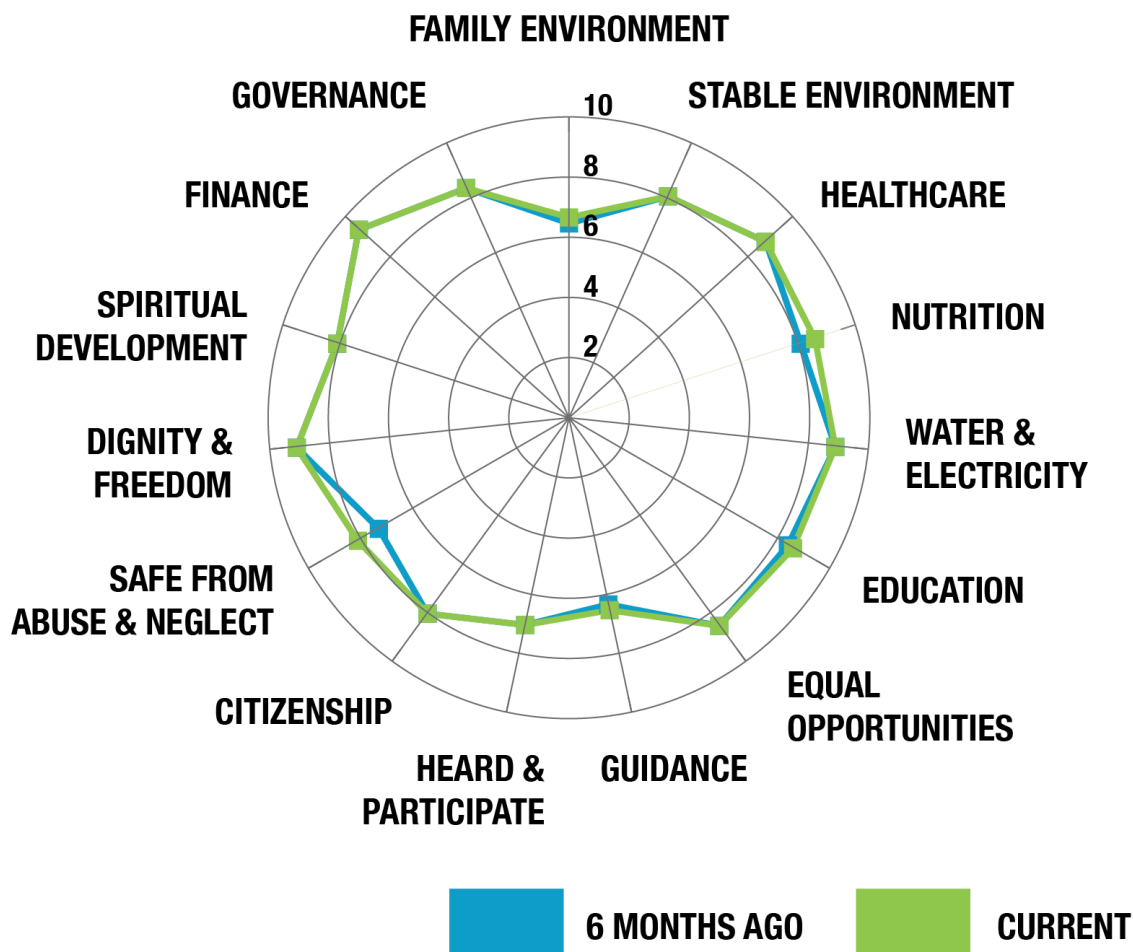 FAMILY ENVIRONMENT
GOVERNANCE
STABLE ENVIRONMENT
10
8
6
4
2
FINANCE
HEALTHCARE
SPIRITUAL
DEVELOPMENT
NUTRITION
DIGNITY &
FREEDOM
WATER &
ELECTRICITY
SAFE FROM
ABUSE & NEGLECT
EDUCATION
CITIZENSHIP
EQUAL
OPPORTUNITIES
HEARD &
PARTICIPATE
GUIDANCE
6 MONTHS AGO
CURRENT